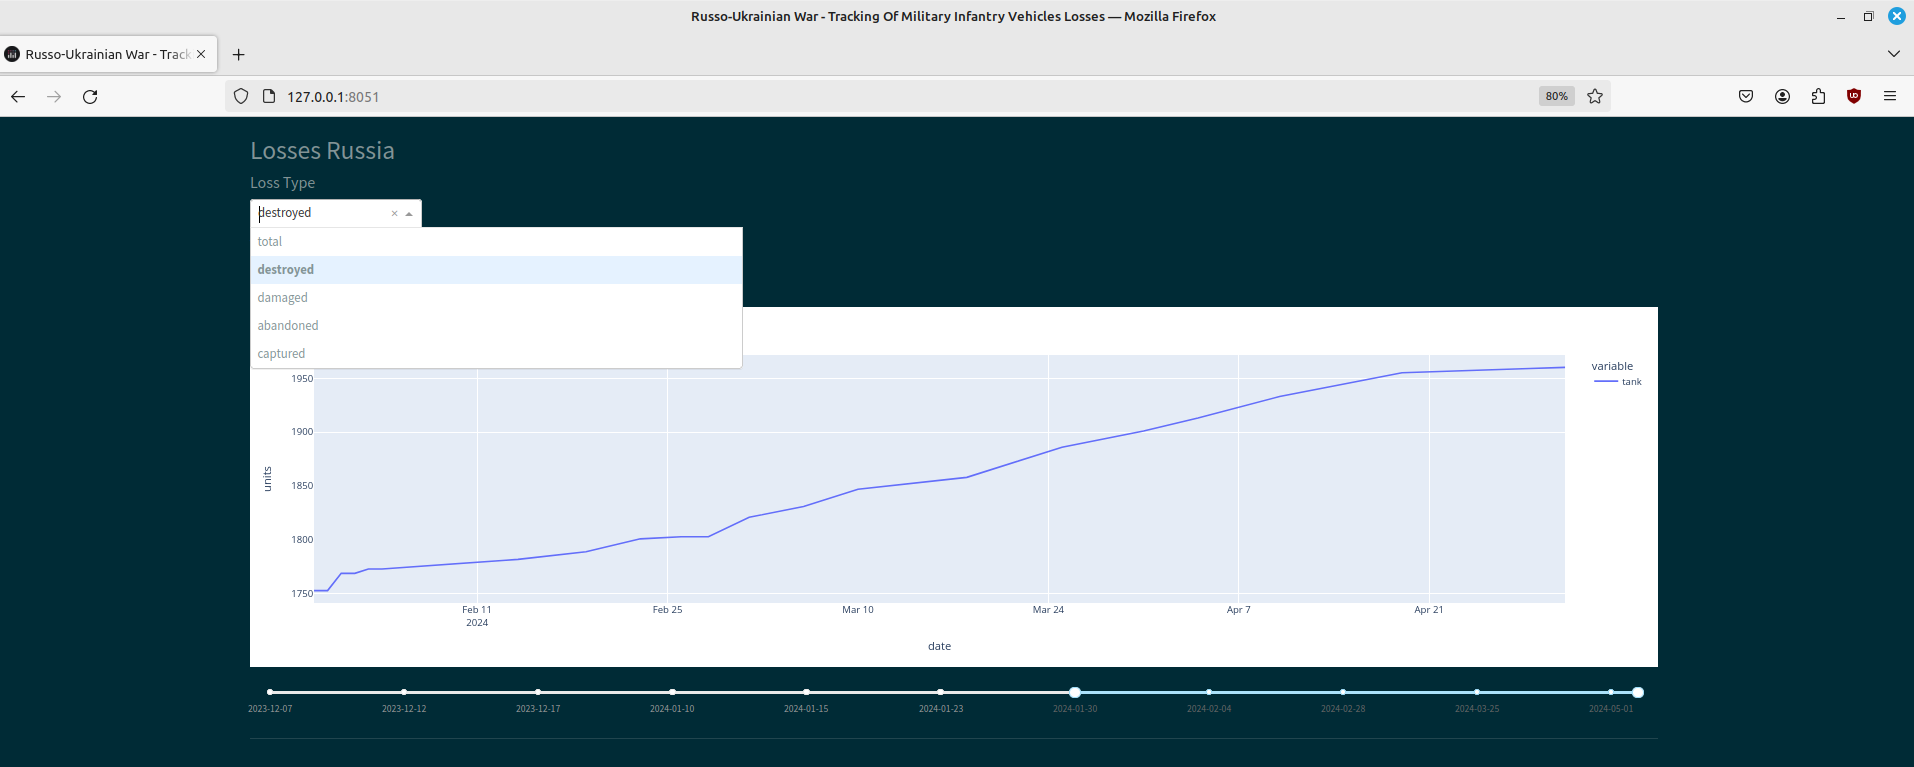 Russo-Ukrainian War - Tracking Of Military Infantry Vehicles Losses — Mozilla Firefox
Russo-Ukrainian War - Track
127.0.0.1:8051
80%
Losses Russia
Loss Type
destroyed
total
destroyed
damaged
abandoned
captured
variable
tank
1950
1900
1850
1800
1750
units
Feb 11 Feb 25 Mar 10 Mar 24 Apr 7 Apr 21
2024
date
2023-12-07 2023-12-12 2023-12-17 2024-01-10 2024-01-15 2024-01-23 2024-01-30 2024-02-04 2024-02-28 2024-03-25 2024-05-01